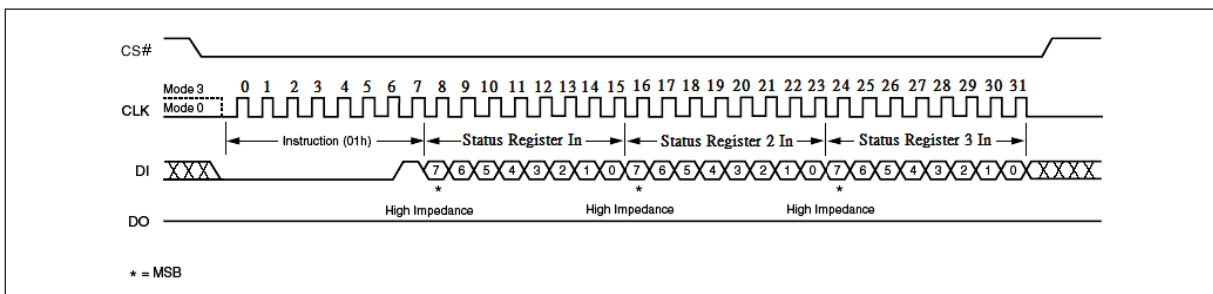 CS#
Mode 3
0 1 2 3 4 5 6 7 8 9 10 11 12 13 14 15 16 17 18 19 20 21 22 23 24 25 26 27 28 29 30 31
CLK
Mode 0
Instruction (01h)
Status Register In
Status Register 2 In
Status Register 3 In
DI
7 6 5 4 3 2 1 0 7 6 5 4 3 2 1 0 7 6 5 4 3 2 1 0
* * *
High Impedance High Impedance High Impedance
DO
* = MSB